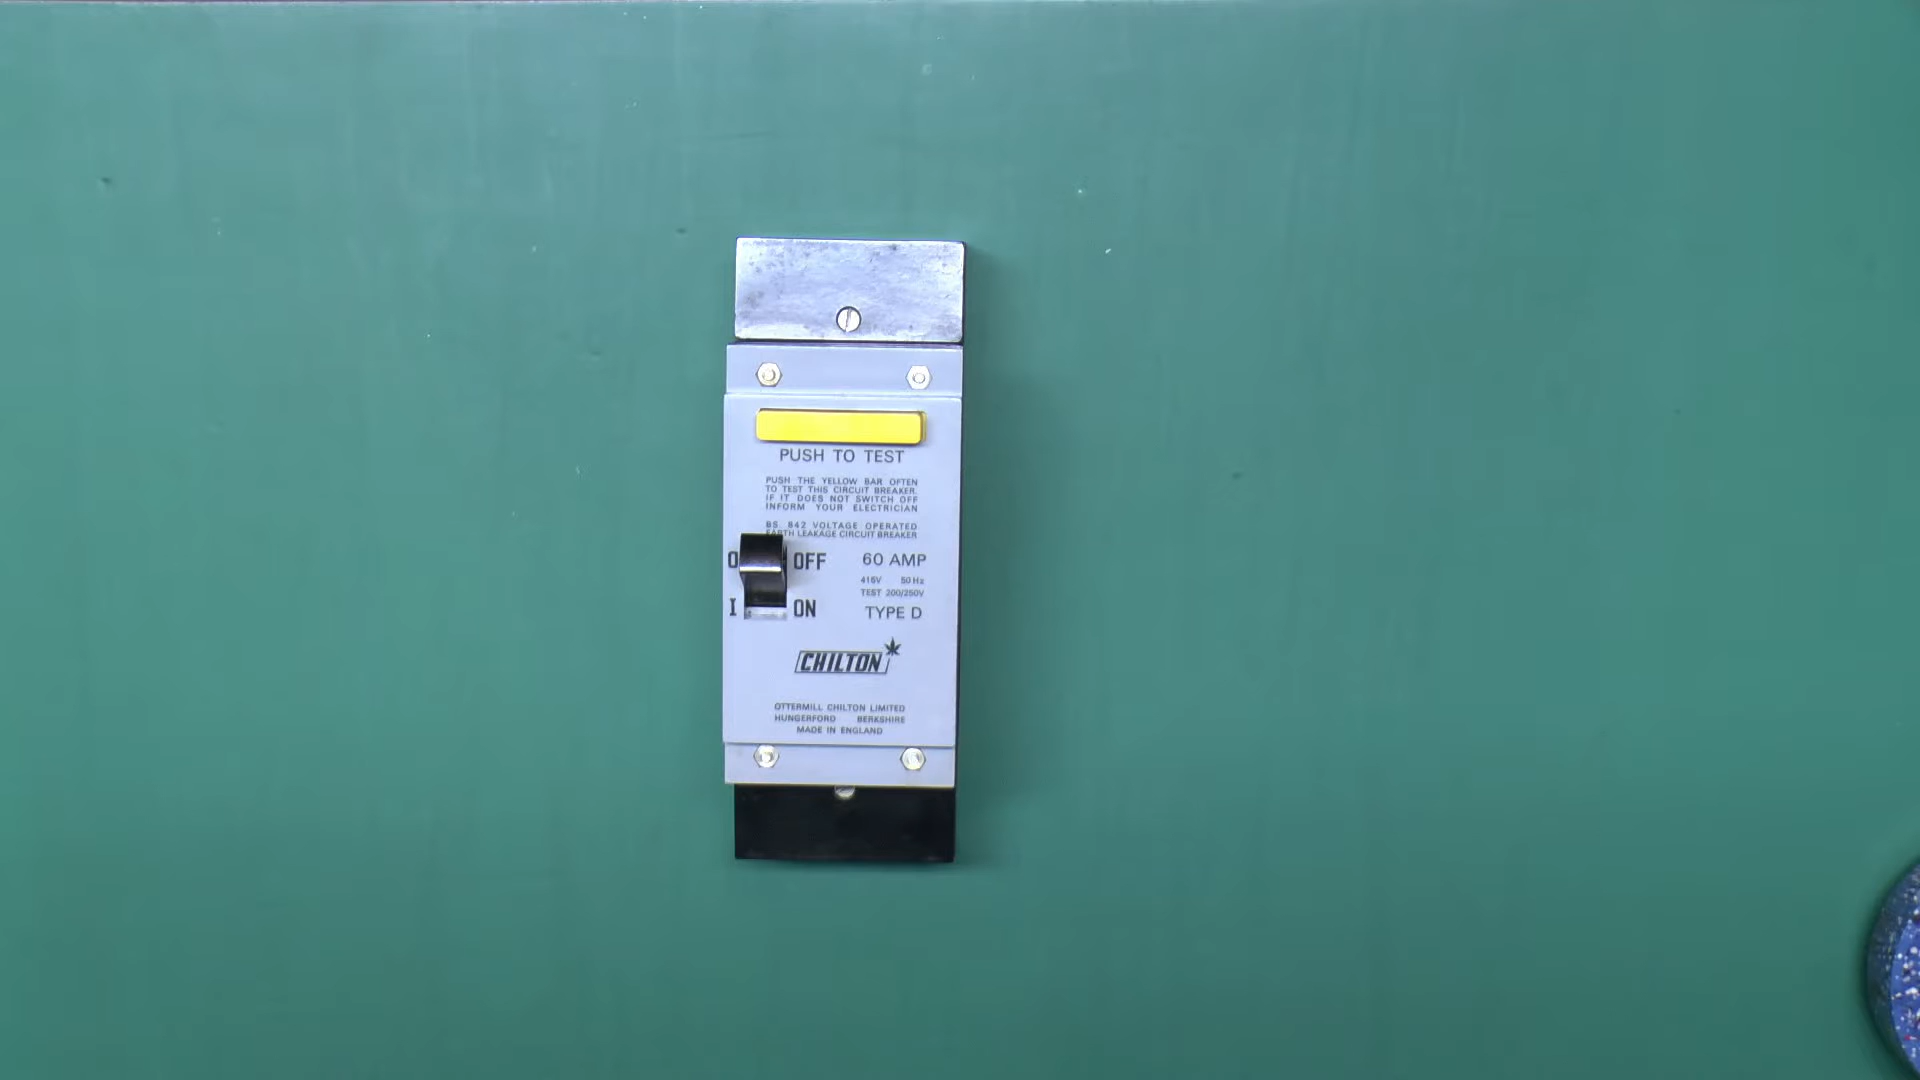 PUSH TO TEST
PUSH THE YELLOW BAR OFTEN
TO TEST THIS CIRCUIT BREAKER.
IF IT DOES NOT SWITCH OFF
INFORM YOUR ELECTRICIAN
BS. 842 VOLTAGE OPERATED
EARTH LEAKAGE CIRCUIT BREAKER
O OFF 60 AMP
415V 50Hz
TEST 200/250V
I ON TYPE D
CHILTON
OTTERMILL CHILTON LIMITED
HUNGERFORD BERKSHIRE
MADE IN ENGLAND